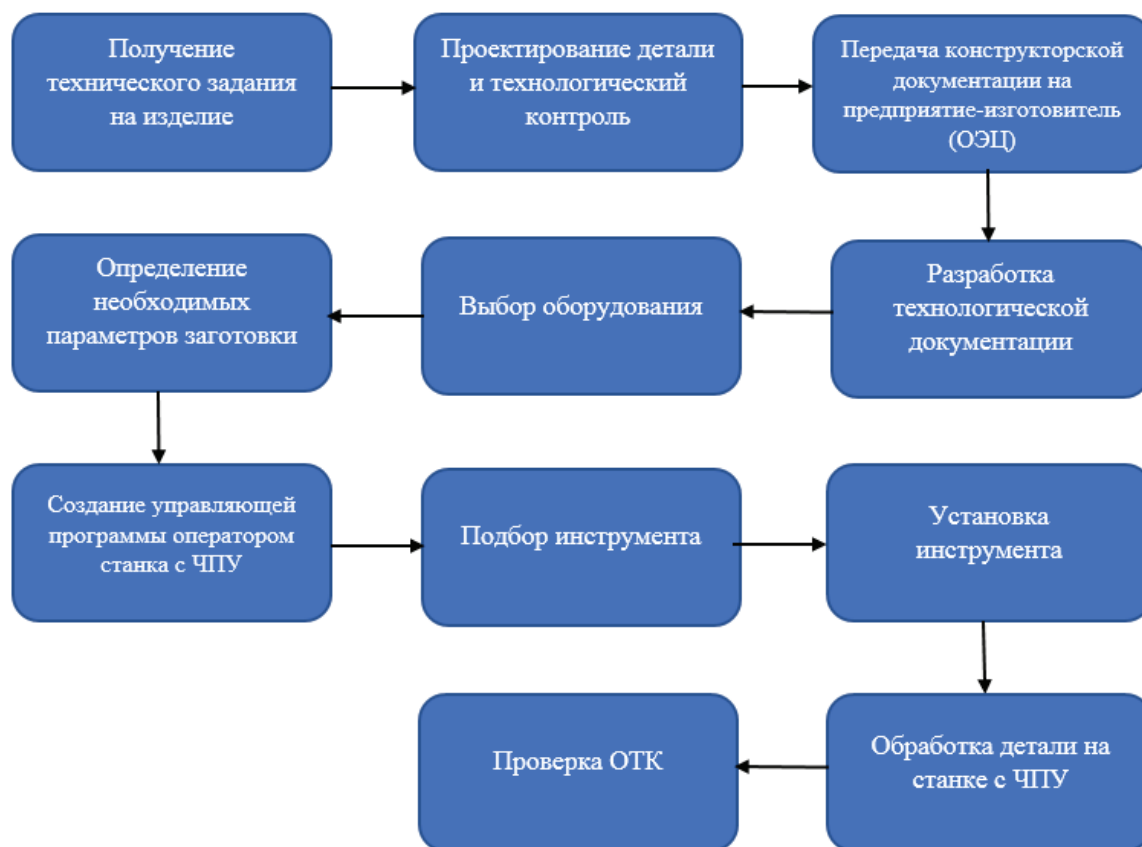 Получение
технического задания
на изделие
Проектирование детали
и технологический
контроль
Передача конструкторской
документации на
предприятие-изготовитель
(ОЭЦ)
Разработка
технологической
документации
Выбор оборудования
Определение
необходимых
параметров заготовки
Создание управляющей
программы оператором
станка с ЧПУ
Подбор инструмента
Установка
инструмента
Обработка детали на
станке с ЧПУ
Проверка ОТК